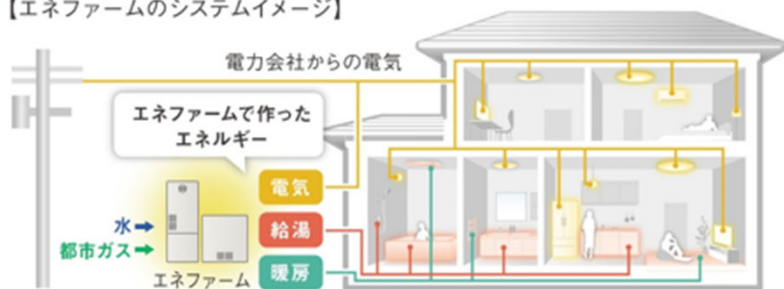 【エネファームのシステムイメージ】
電力会社からの電気
エネファームで作った
エネルギー
電気
水
給湯
都市ガス
暖房
エネファーム